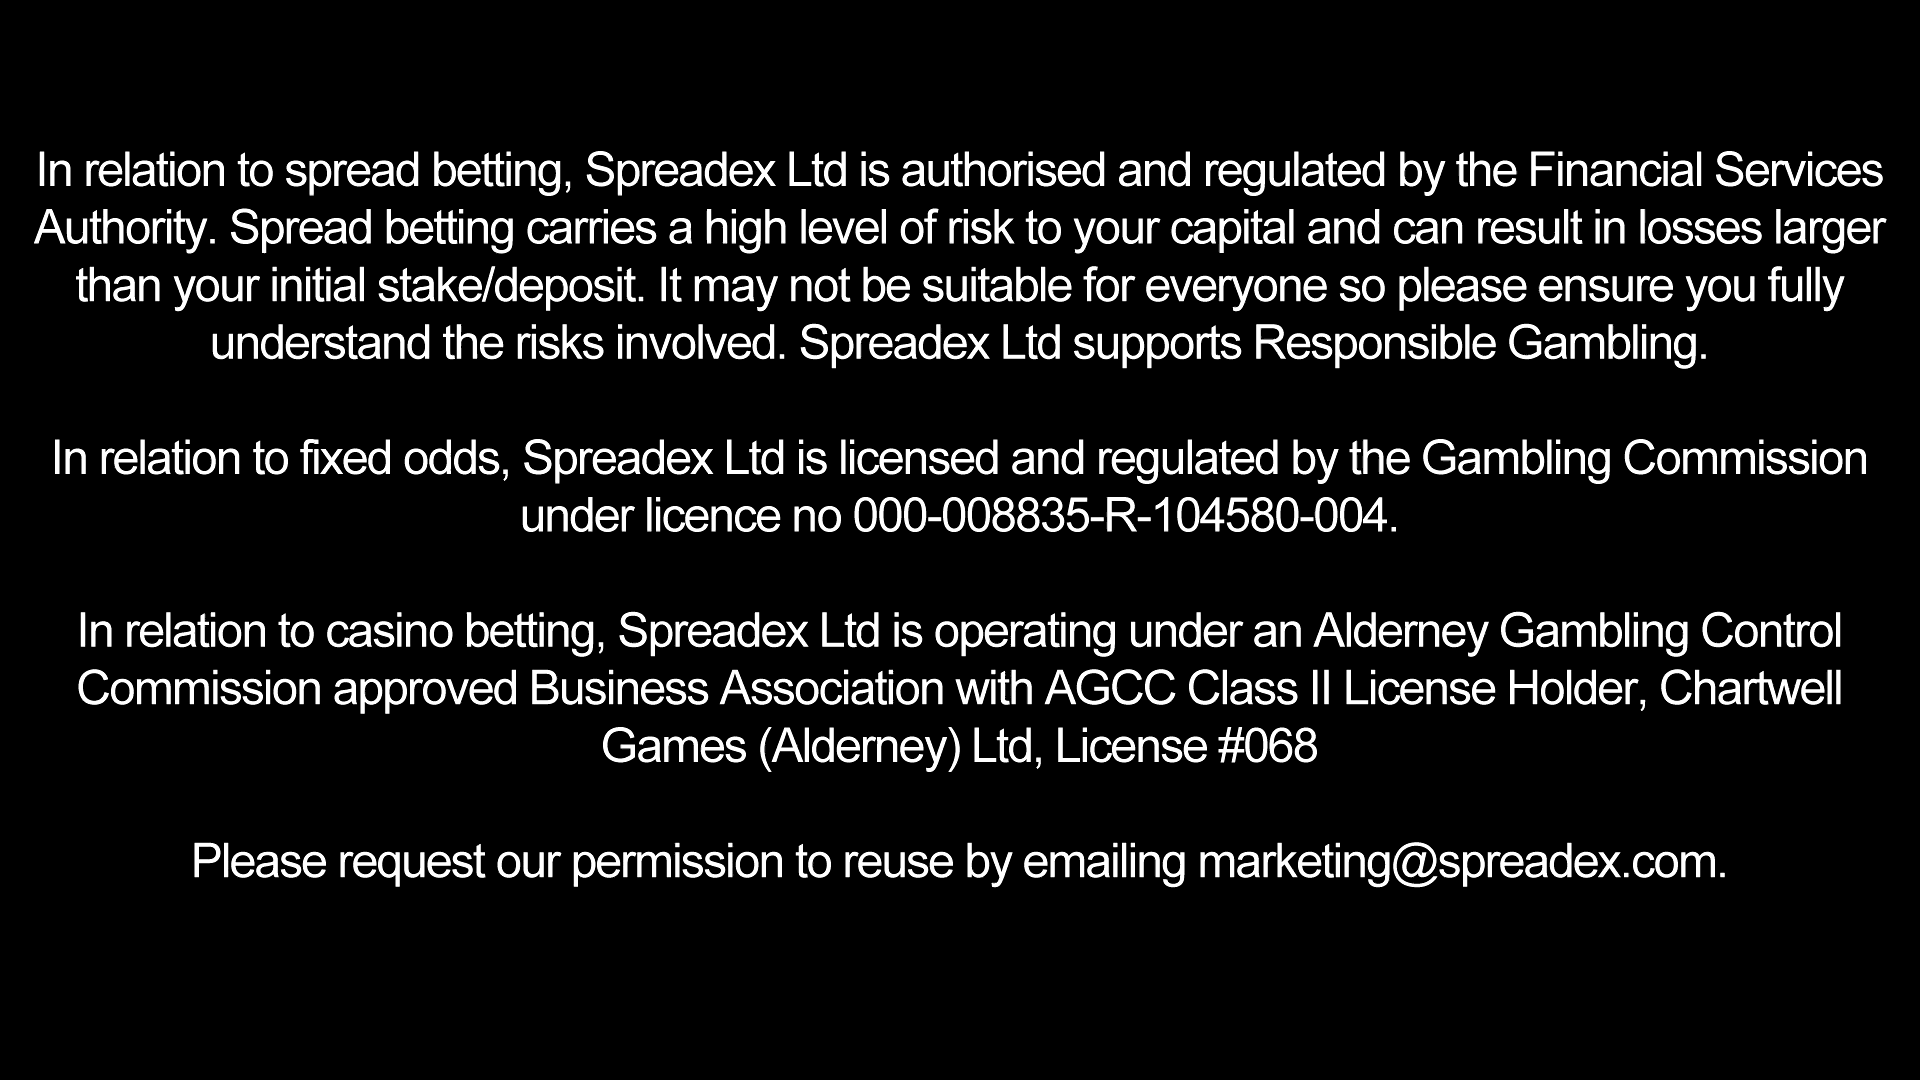 In relation to spread betting, Spreadex Ltd is authorised and regulated by the Financial Services
Authority. Spread betting carries a high level of risk to your capital and can result in losses larger
than your initial stake/deposit. It may not be suitable for everyone so please ensure you fully
understand the risks involved. Spreadex Ltd supports Responsible Gambling.
In relation to fixed odds, Spreadex Ltd is licensed and regulated by the Gambling Commission
under licence no 000-008835-R-104580-004.
In relation to casino betting, Spreadex Ltd is operating under an Alderney Gambling Control
Commission approved Business Association with AGCC Class II License Holder, Chartwell
Games (Alderney) Ltd, License #068
Please request our permission to reuse by emailing marketing@spreadex.com.